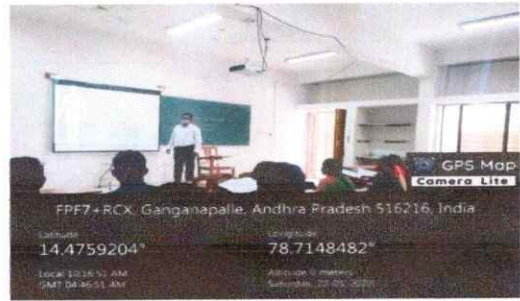 GPS Map
Camera Lite
FPF7+RCX, Ganganapalle, Andhra Pradesh 516216, India
Latitude
Longitude
14.4759204°
78.7148482°
Local 10:16:51 AM
Altitude 0 meters
GMT 04:46:51 AM
Saturday,